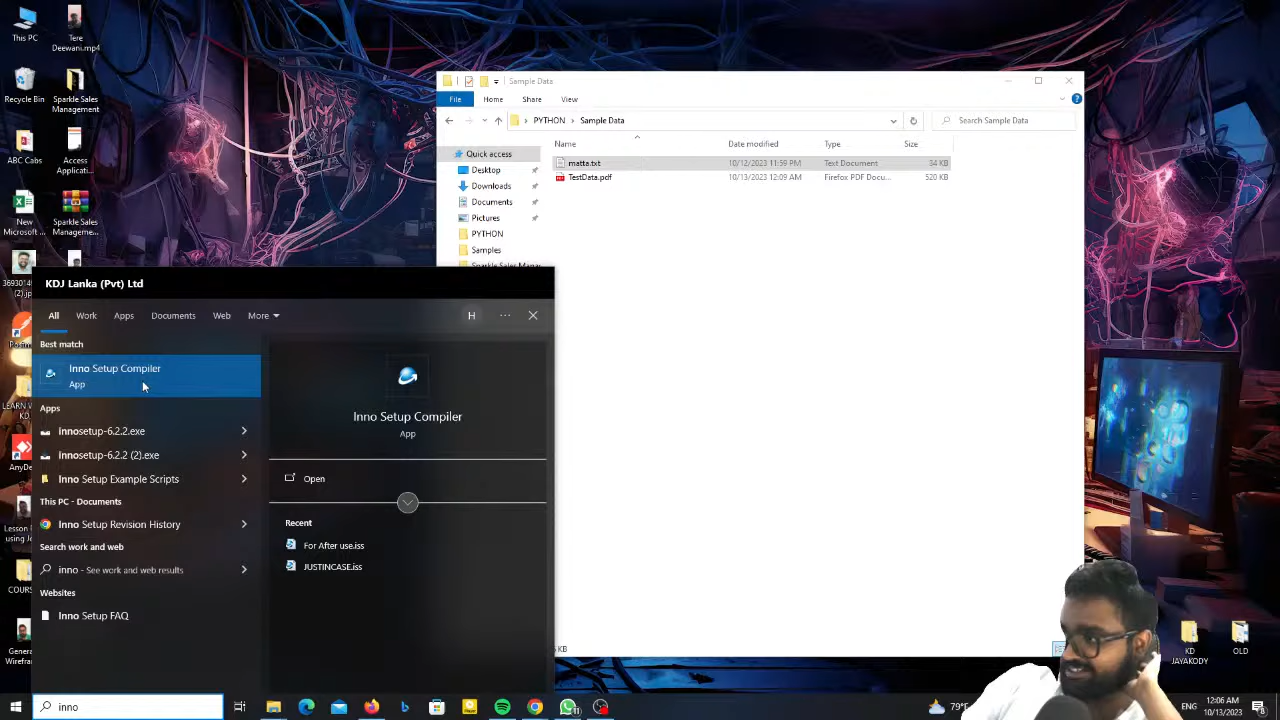 This PC
Tere
Deewani.mp4
Recycle Bin
Sparkle Sales
Management
ABC Cabs
Access
Applicati...
New
Microsoft ...
Sparkle Sales
Manageme...
Sample Data
File
Home
Share
View
PYTHON
Sample Data
Search Sample Data
Name
Date modified
Type
Size
Quick access
matta.txt
10/12/2023 11:59 PM
Text Document
34 KB
TestData.pdf
10/13/2023 12:09 AM
Firefox PDF Docu...
520 KB
Desktop
Downloads
Documents
Pictures
PYTHON
Samples
KDJ Lanka (Pvt) Ltd
All
Work
Apps
Documents
Web
More
H
Best match
Inno Setup Compiler
App
Apps
innosetup-6.2.2.exe
innosetup-6.2.2 (2).exe
Inno Setup Example Scripts
This PC - Documents
Inno Setup Revision History
Search work and web
inno - See work and web results
Websites
Inno Setup FAQ
Inno Setup Compiler
App
Open
Recent
For After use.iss
JUSTINCASE.iss
KB
KD
JAYAKODY
OLD
inno
79°F
12:06 AM
10/13/2023